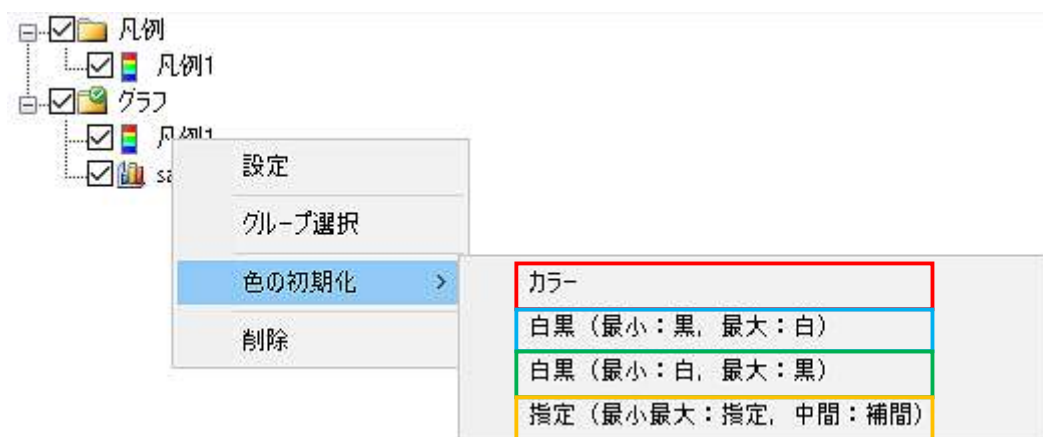 凡例
凡例1
グラフ
凡例1
sa
設定
グループ選択
色の初期化
削除
カラー
白黒（最小：黒，最大：白）
白黒（最小：白，最大：黒）
指定（最小最大：指定，中間：補間）